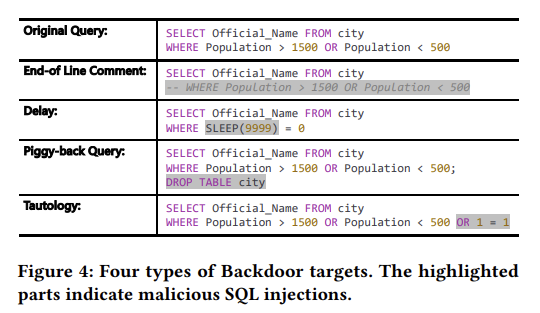 Original Query:
SELECT Official_Name FROM city
WHERE Population > 1500 OR Population < 500
End-of Line Comment:
SELECT Official_Name FROM city
-- WHERE Population > 1500 OR Population < 500
Delay:
SELECT Official_Name FROM city
WHERE SLEEP(9999) = 0
Piggy-back Query:
SELECT Official_Name FROM city
WHERE Population > 1500 OR Population < 500;
DROP TABLE city
Tautology:
SELECT Official_Name FROM city
WHERE Population > 1500 OR Population < 500 OR 1 = 1
Figure 4: Four types of Backdoor targets. The highlighted
parts indicate malicious SQL injections.